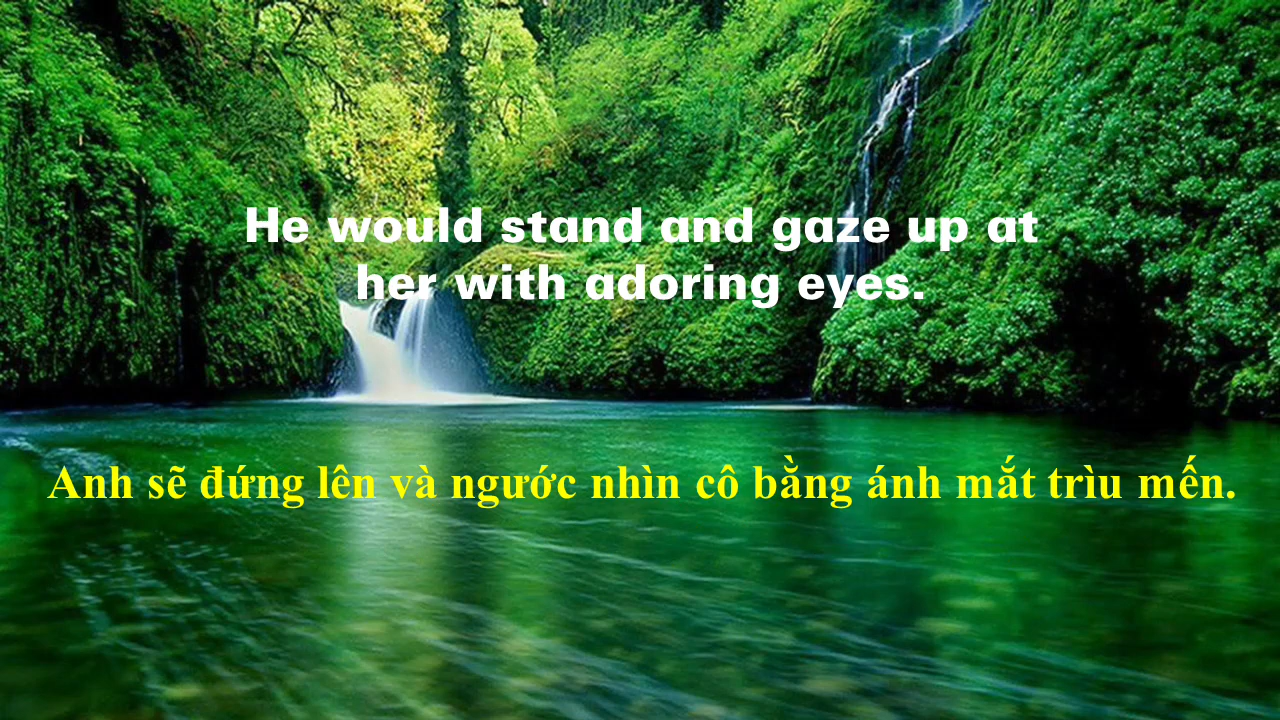 He would stand and gaze up at
her with adoring eyes.
Anh sẽ đứng lên và ngước nhìn cô bằng ánh mắt trìu mến.